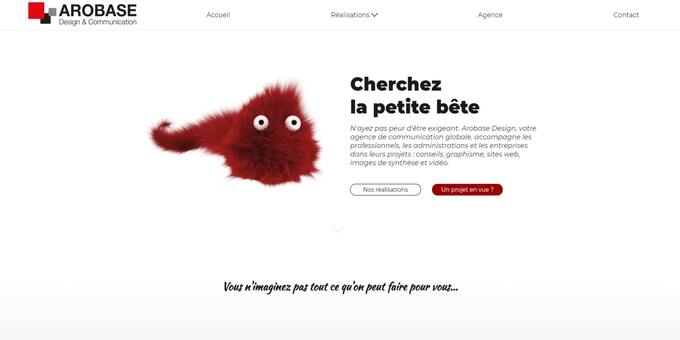 AROBASE
Design & Communication
Accueil
Réalisations
Agence
Contact
Cherchez
la petite bête
N'ayez pas peur d'être exigeant. Arobase Design, votre
agence de communication globale, accompagne les
professionnels, les administrations et les entreprises
dans leurs projets : conseils, graphisme, sites web,
images de synthèse et vidéo.
Nos réalisations
Un projet en vue ?
Vous n'imaginez pas tout ce qu'on peut faire pour vous...